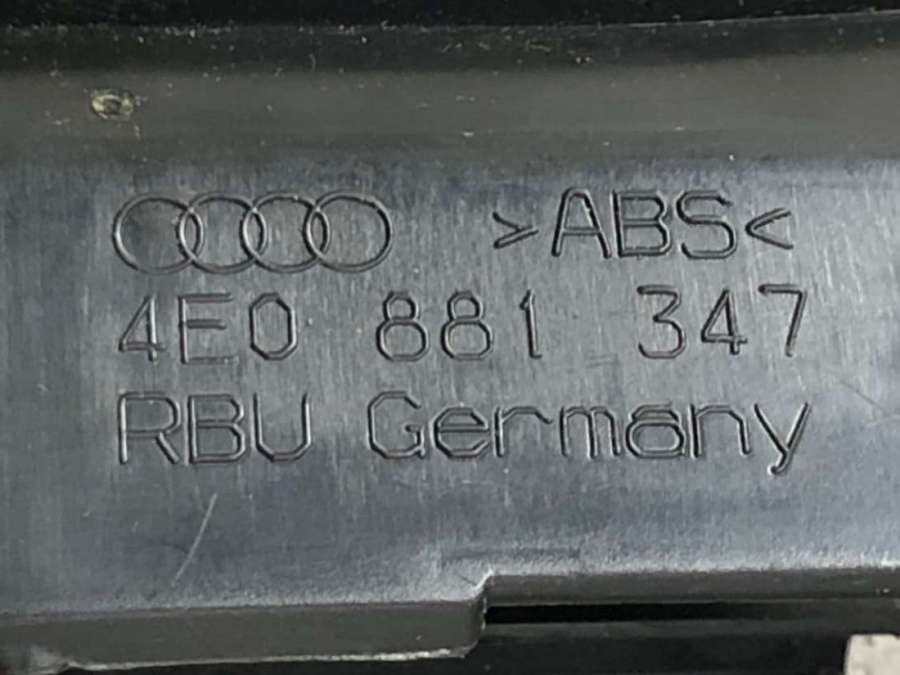 >ABS<
4E0 881 347
RBU Germany